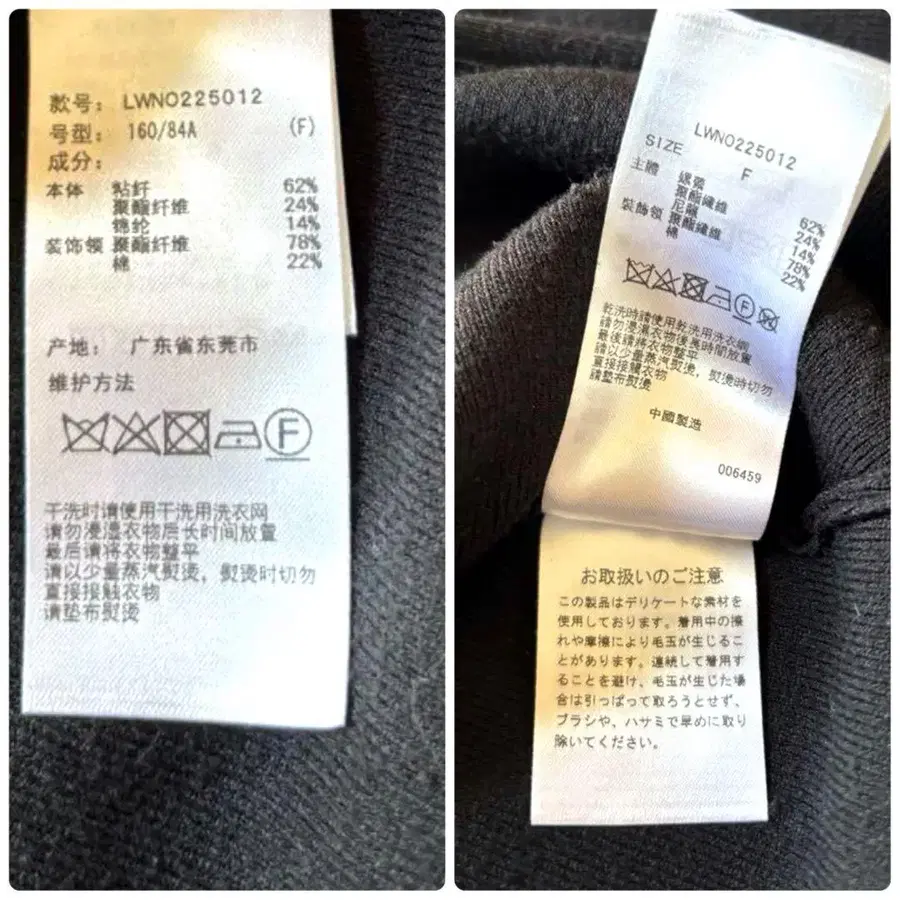 款号: LWNO225012
号型: 160/84A (F)
成分:
本体 粘纤 62%
聚酯纤维 24%
锦纶 14%
装饰领 聚酯纤维 78%
棉 22%
产地: 广东省东莞市
维护方法
F
干洗时请使用干洗用洗衣网
请勿浸湿衣物后长时间放置
最后请将衣物整平
请以少量蒸汽熨烫，熨烫时切勿
直接接触衣物
请垫布熨烫
LWNO225012
SIZE F
主體 嫘縈 62%
聚酯纖維 24%
尼龍 14%
裝飾領 聚酯纖維 78%
棉 22%
F
乾洗時請使用乾洗用洗衣網
請勿浸濕衣物後長時間放置
最後請將衣物整平
請以少量蒸汽熨燙，熨燙時切勿
直接接觸衣物
請墊布熨燙
中國製造
006459
お取扱いのご注意
この製品はデリケートな素材を
使用しております。着用中の擦
れや摩擦により毛玉が生じるこ
とがあります。連続して着用す
ることを避け、毛玉が生じた場
合は引っぱって取ろうとせず、
ブラシや、ハサミで早めに取り
除いてください。